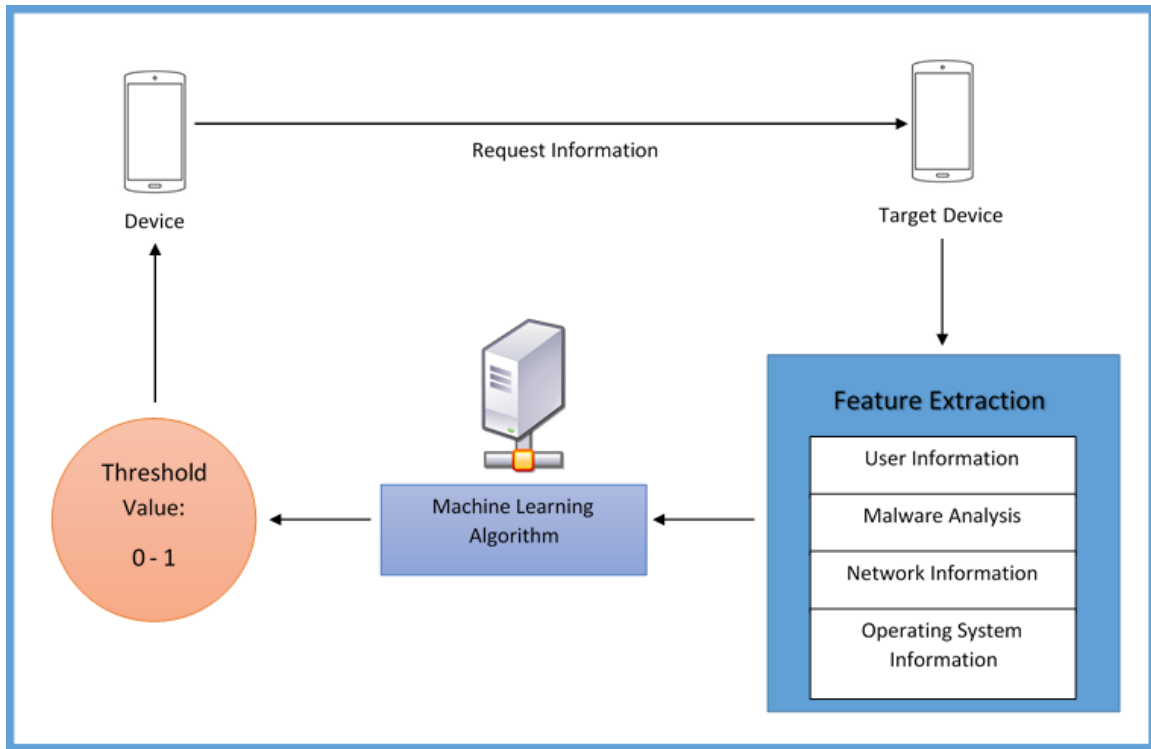 Request Information
Device
Target Device
Feature Extraction
User Information
Malware Analysis
Network Information
Operating System
Information
Machine Learning
Algorithm
Threshold
Value:
0 - 1